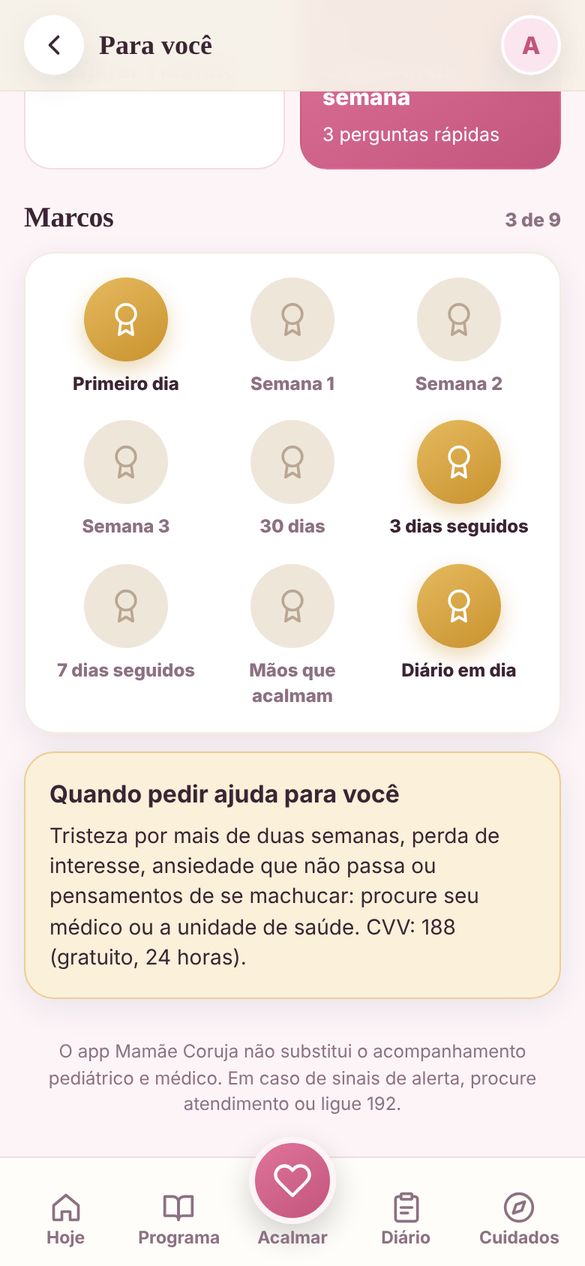 Para você
A
semana
3 perguntas rápidas
Marcos
3 de 9
Primeiro dia
Semana 1
Semana 2
Semana 3
30 dias
3 dias seguidos
7 dias seguidos
Mãos que
acalmam
Diário em dia
Quando pedir ajuda para você
Tristeza por mais de duas semanas, perda de
interesse, ansiedade que não passa ou
pensamentos de se machucar: procure seu
médico ou a unidade de saúde. CVV: 188
(gratuito, 24 horas).
O app Mamãe Coruja não substitui o acompanhamento
pediátrico e médico. Em caso de sinais de alerta, procure
atendimento ou ligue 192.
Hoje
Programa
Acalmar
Diário
Cuidados